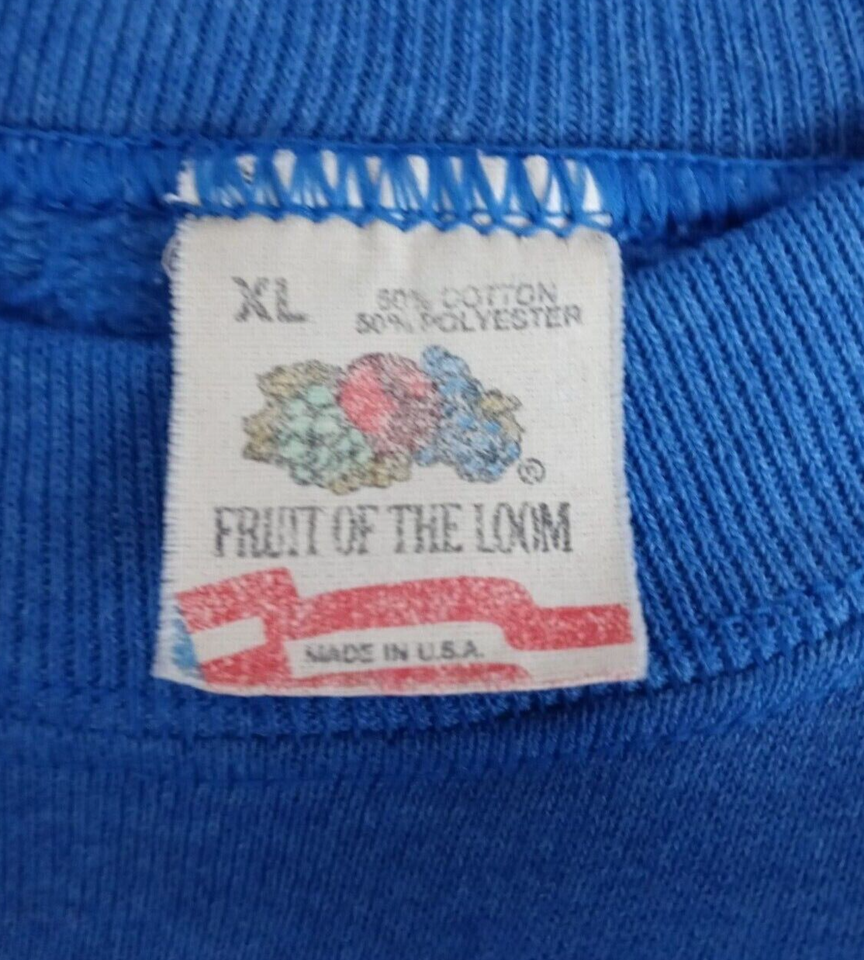 XL
50% COTTON
50% POLYESTER
®
FRUIT OF THE LOOM
MADE IN U.S.A.